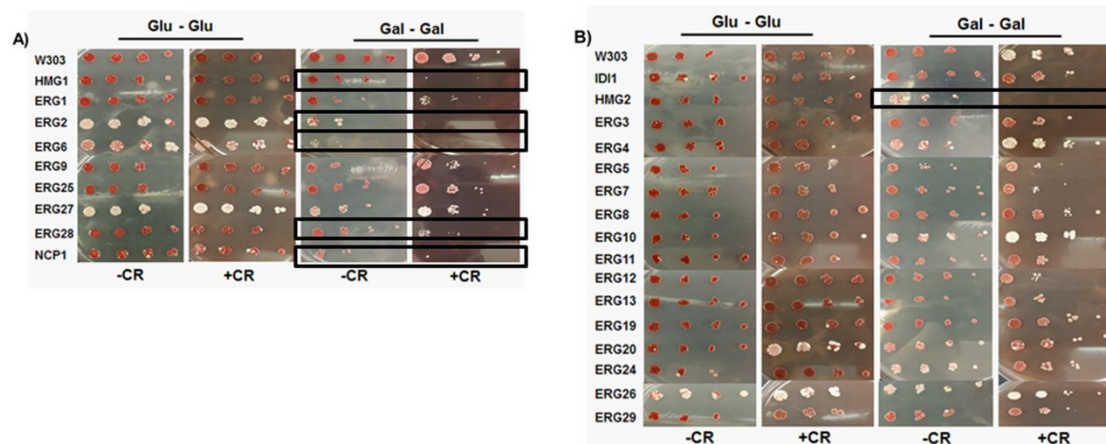 A)
Glu - Glu
Gal - Gal
W303
HMG1
ERG1
ERG2
ERG6
ERG9
ERG25
ERG27
ERG28
NCP1
-CR
+CR
-CR
+CR
B)
Glu - Glu
Gal - Gal
W303
IDI1
HMG2
ERG3
ERG4
ERG5
ERG7
ERG8
ERG10
ERG11
ERG12
ERG13
ERG19
ERG20
ERG24
ERG26
ERG29
-CR
+CR
-CR
+CR